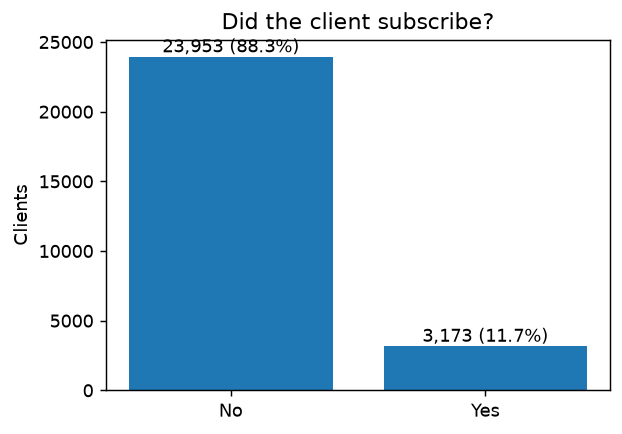 Did the client subscribe?
Clients
25000
20000
15000
10000
5000
0
23,953 (88.3%)
3,173 (11.7%)
No
Yes